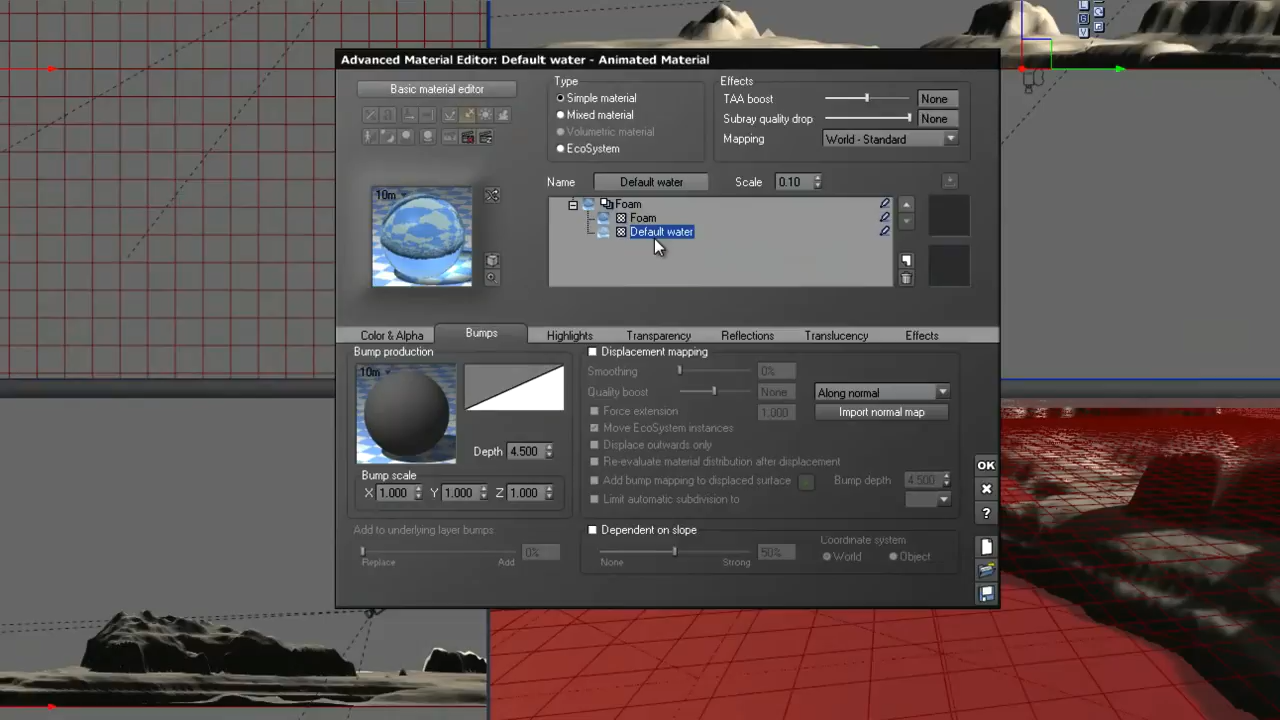 Advanced Material Editor: Default water - Animated Material
Basic material editor
Type
Simple material
Mixed material
Volumetric material
EcoSystem
Effects
TAA boost None
Subray quality drop None
Mapping World - Standard
Name Default water Scale 0.10
10m
Foam
Foam
Default water
Color & Alpha Bumps Highlights Transparency Reflections Translucency Effects
Bump production
10m
Depth 4.500
Bump scale
X 1.000 Y 1.000 Z 1.000
Add to underlying layer bumps
0%
Replace Add
Displacement mapping
Smoothing 0%
Quality boost None
Along normal
Force extension 1.000
Import normal map
Move EcoSystem instances
Displace outwards only
Re-evaluate material distribution after displacement
Add bump mapping to displaced surface
Bump depth 4.500
Limit automatic subdivision to
Dependent on slope
50%
None Strong
Coordinate system
World Object
OK
?